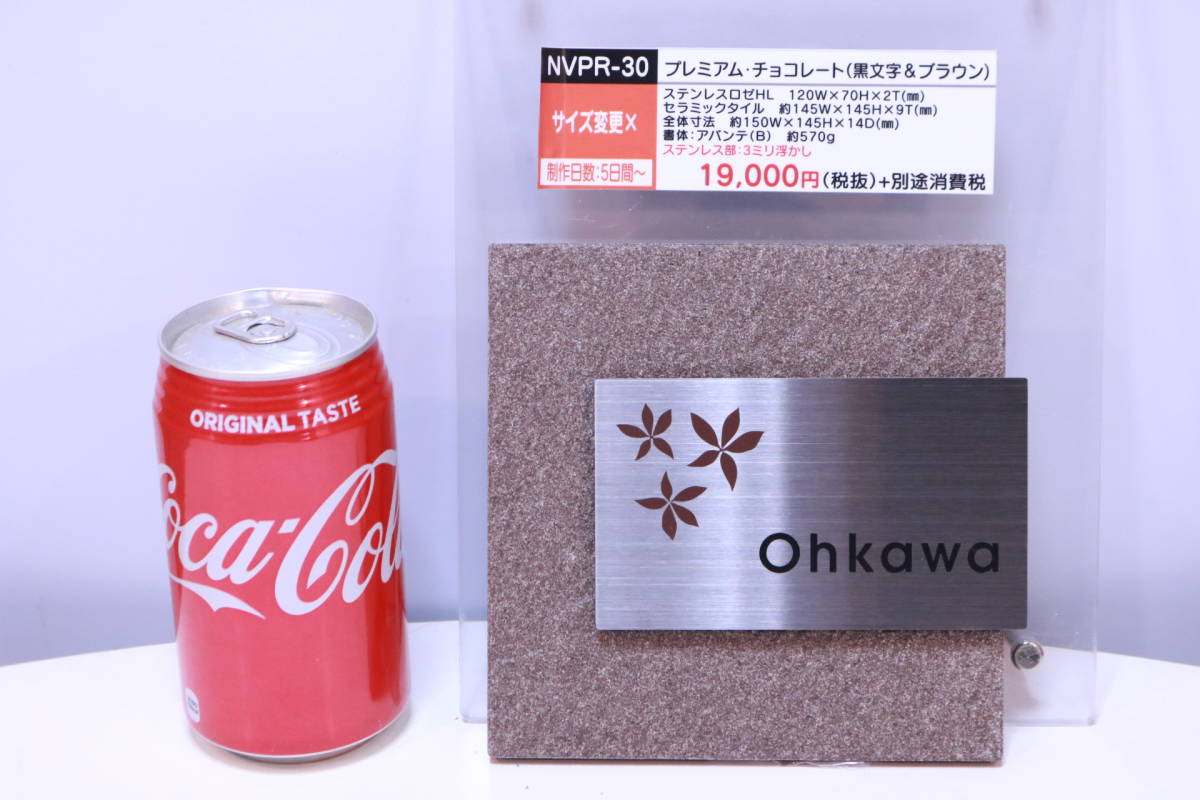 NVPR-30
プレミアム・チョコレート(黒文字&ブラウン)
サイズ変更×
制作日数:5日間〜
ステンレスロゼHL 120W×70H×2T(㎜)
セラミックタイル 約145W×145H×9T(㎜)
全体寸法 約150W×145H×14D(㎜)
書体:アバンテ(B) 約570g
ステンレス部:3ミリ浮かし
19,000円(税抜)+別途消費税
ORIGINAL TASTE
Coca-Cola
Ohkawa